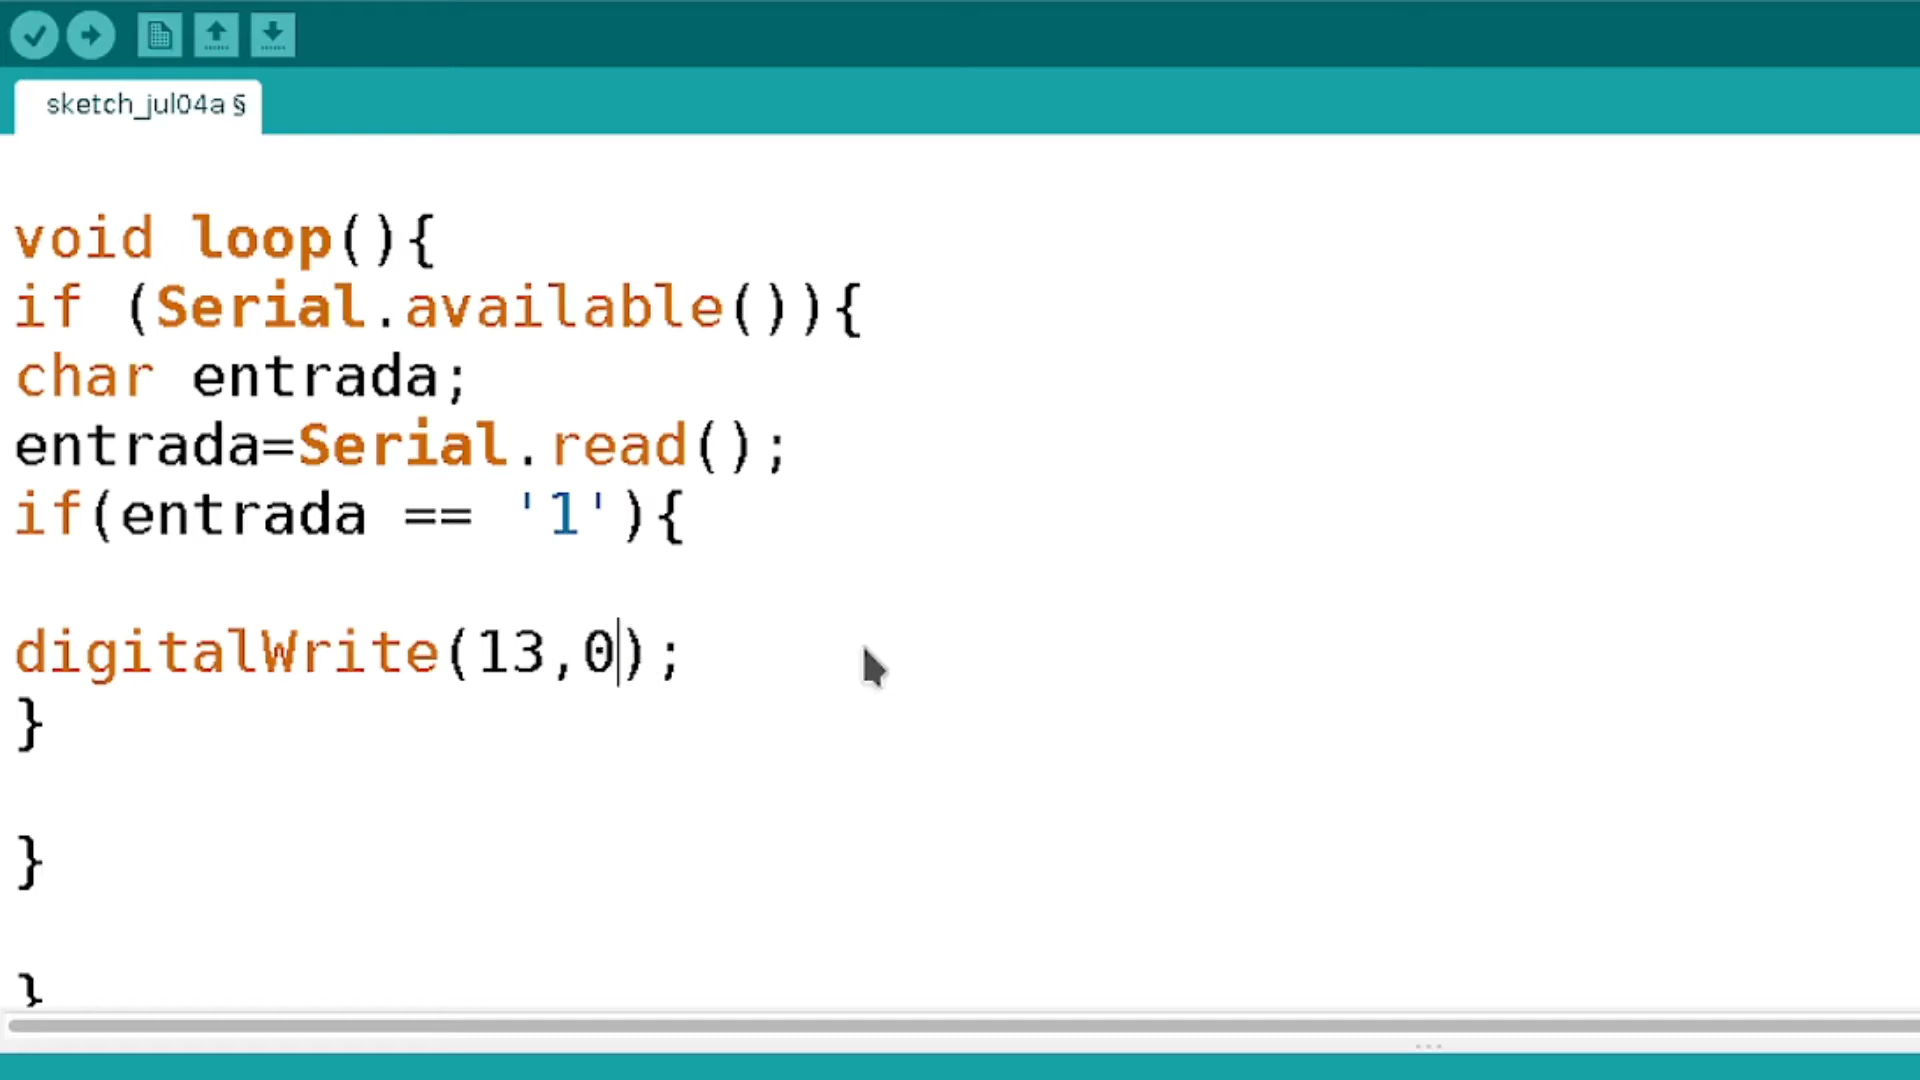 sketch_jul04a §
void loop(){
if (Serial.available()){
char entrada;
entrada=Serial.read();
if(entrada == '1'){
digitalWrite(13,0);
}
}
}